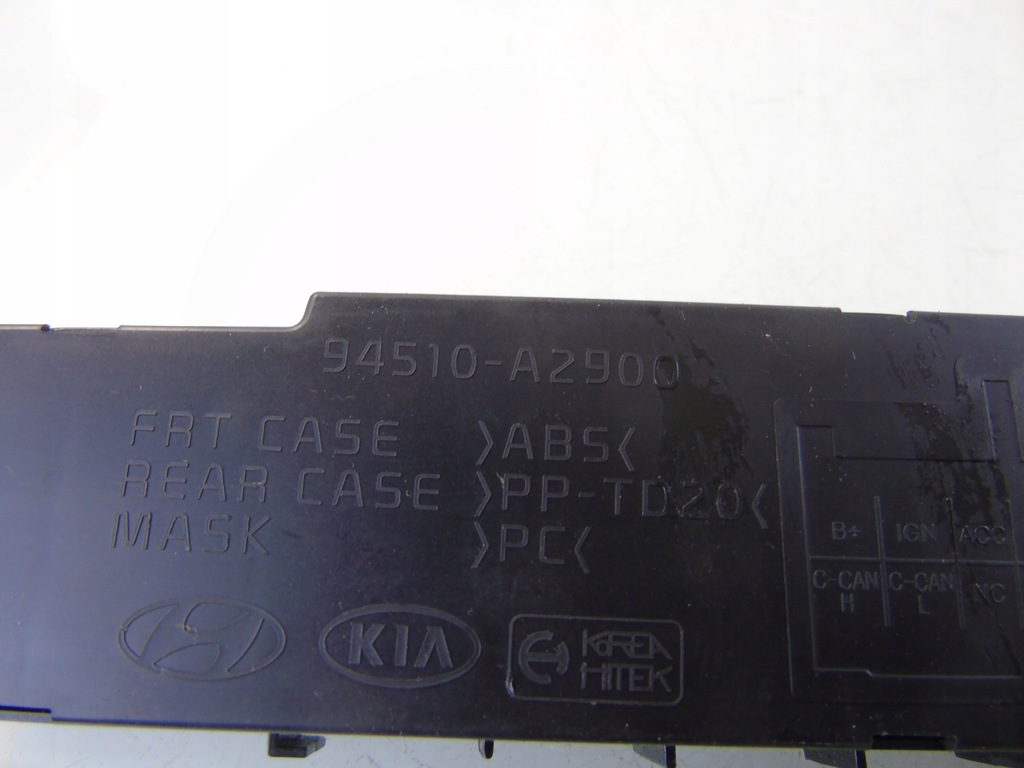 94510-A2900
FRT CASE >ABS<
REAR CASE >PP-TD20<
MASK >PC<
KIA
KOREA
HITEK
B+ IGN ACC
C-CAN H C-CAN L NC